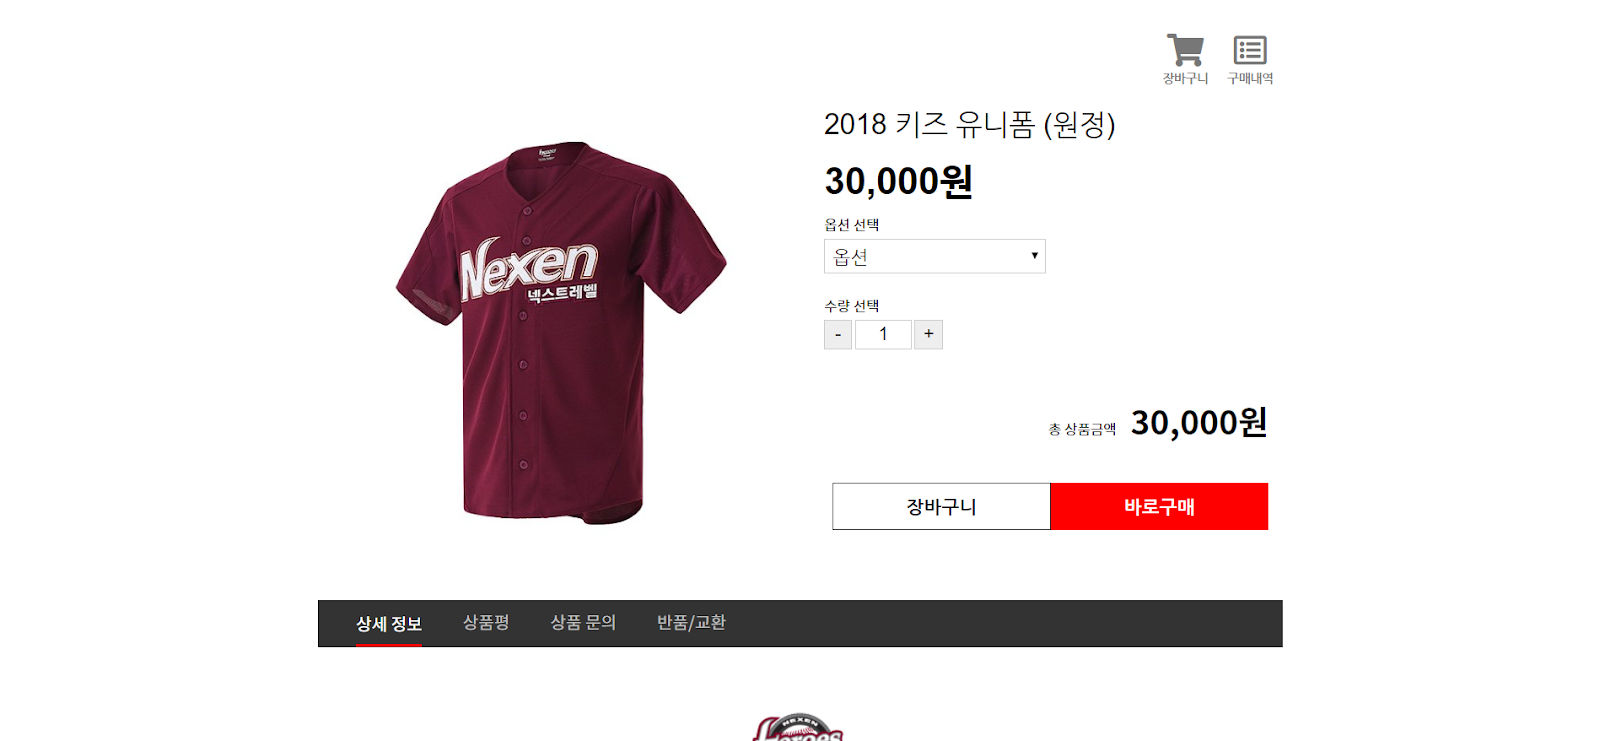 장바구니
구매내역
2018 키즈 유니폼 (원정)
30,000원
옵션 선택
옵션
수량 선택
- 1 +
총 상품금액 30,000원
장바구니
바로구매
Nexen
넥스트레벨
상세 정보
상품평
상품 문의
반품/교환
NEXEN
Heroes